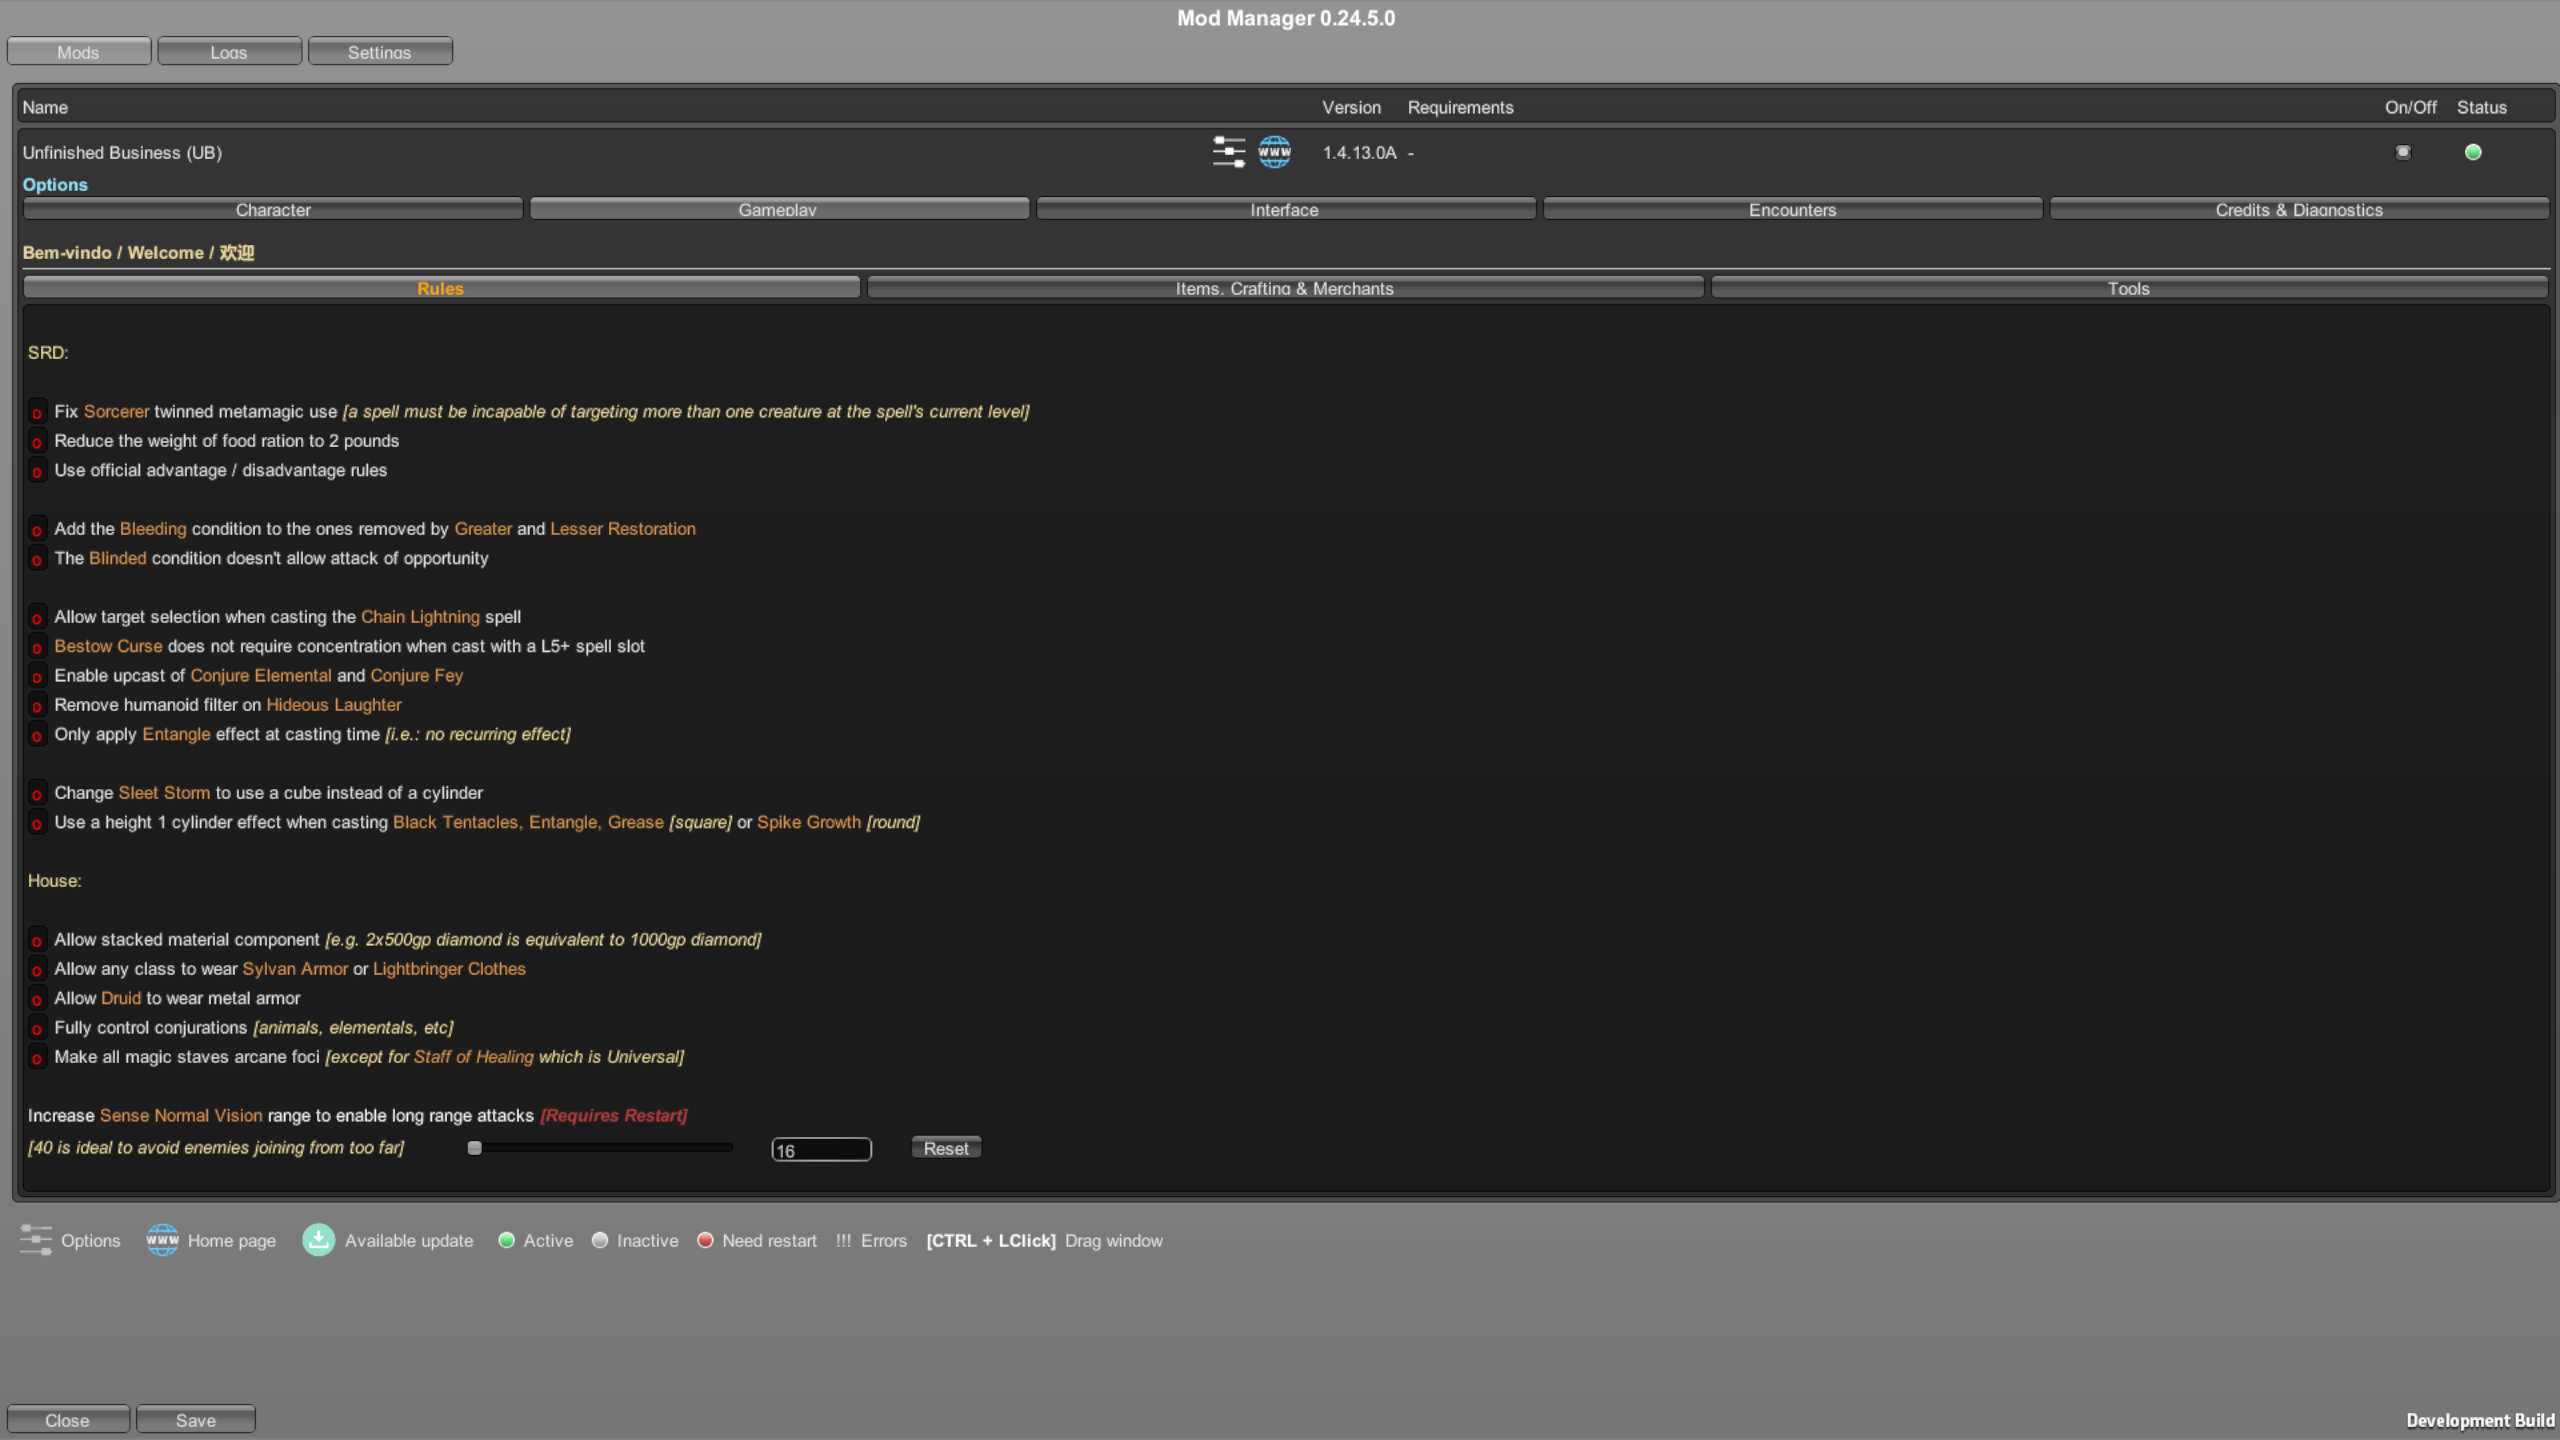 Mod Manager 0.24.5.0
Mods Logs Settings
Name Version Requirements On/Off Status
Unfinished Business (UB) www 1.4.13.0A -
Options
Character Gameplay Interface Encounters Credits & Diagnostics
Bem-vindo / Welcome / 欢迎
Rules Items, Crafting & Merchants Tools
SRD:
Fix Sorcerer twinned metamagic use [a spell must be incapable of targeting more than one creature at the spell's current level]
Reduce the weight of food ration to 2 pounds
Use official advantage / disadvantage rules
Add the Bleeding condition to the ones removed by Greater and Lesser Restoration
The Blinded condition doesn't allow attack of opportunity
Allow target selection when casting the Chain Lightning spell
Bestow Curse does not require concentration when cast with a L5+ spell slot
Enable upcast of Conjure Elemental and Conjure Fey
Remove humanoid filter on Hideous Laughter
Only apply Entangle effect at casting time [i.e.: no recurring effect]
Change Sleet Storm to use a cube instead of a cylinder
Use a height 1 cylinder effect when casting Black Tentacles, Entangle, Grease [square] or Spike Growth [round]
House:
Allow stacked material component [e.g. 2x500gp diamond is equivalent to 1000gp diamond]
Allow any class to wear Sylvan Armor or Lightbringer Clothes
Allow Druid to wear metal armor
Fully control conjurations [animals, elementals, etc]
Make all magic staves arcane foci [except for Staff of Healing which is Universal]
Increase Sense Normal Vision range to enable long range attacks [Requires Restart]
[40 is ideal to avoid enemies joining from too far] 16 Reset
Options www Home page Available update Active Inactive Need restart !!! Errors [CTRL + LClick] Drag window
Close Save Development Build